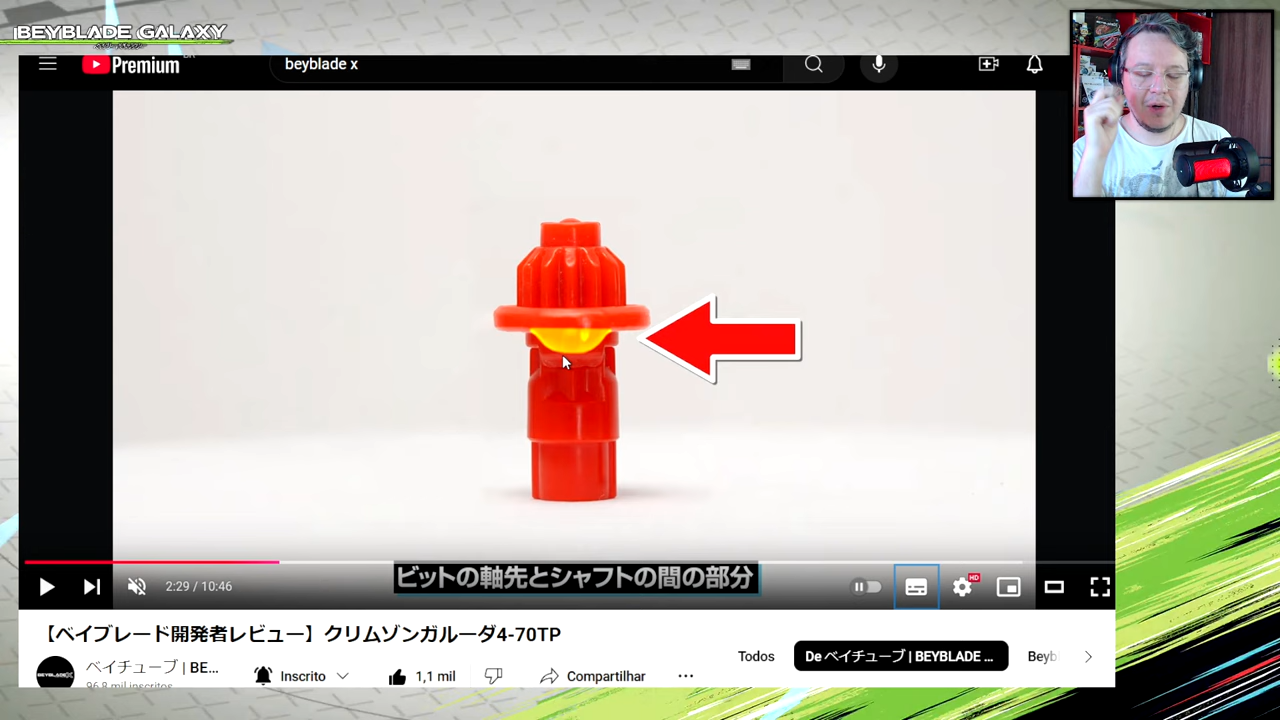 BEYBLADE GALAXY
Premium
beyblade x
ビットの軸先とシャフトの間の部分
2:29 / 10:46
HD
【ベイブレード開発者レビュー】クリムゾンガルーダ4-70TP
ベイチューブ | BE...
96,8 mil inscritos
Inscrito
1,1 mil
Compartilhar
Todos
De ベイチューブ | BEYBLADE ...
Beyb